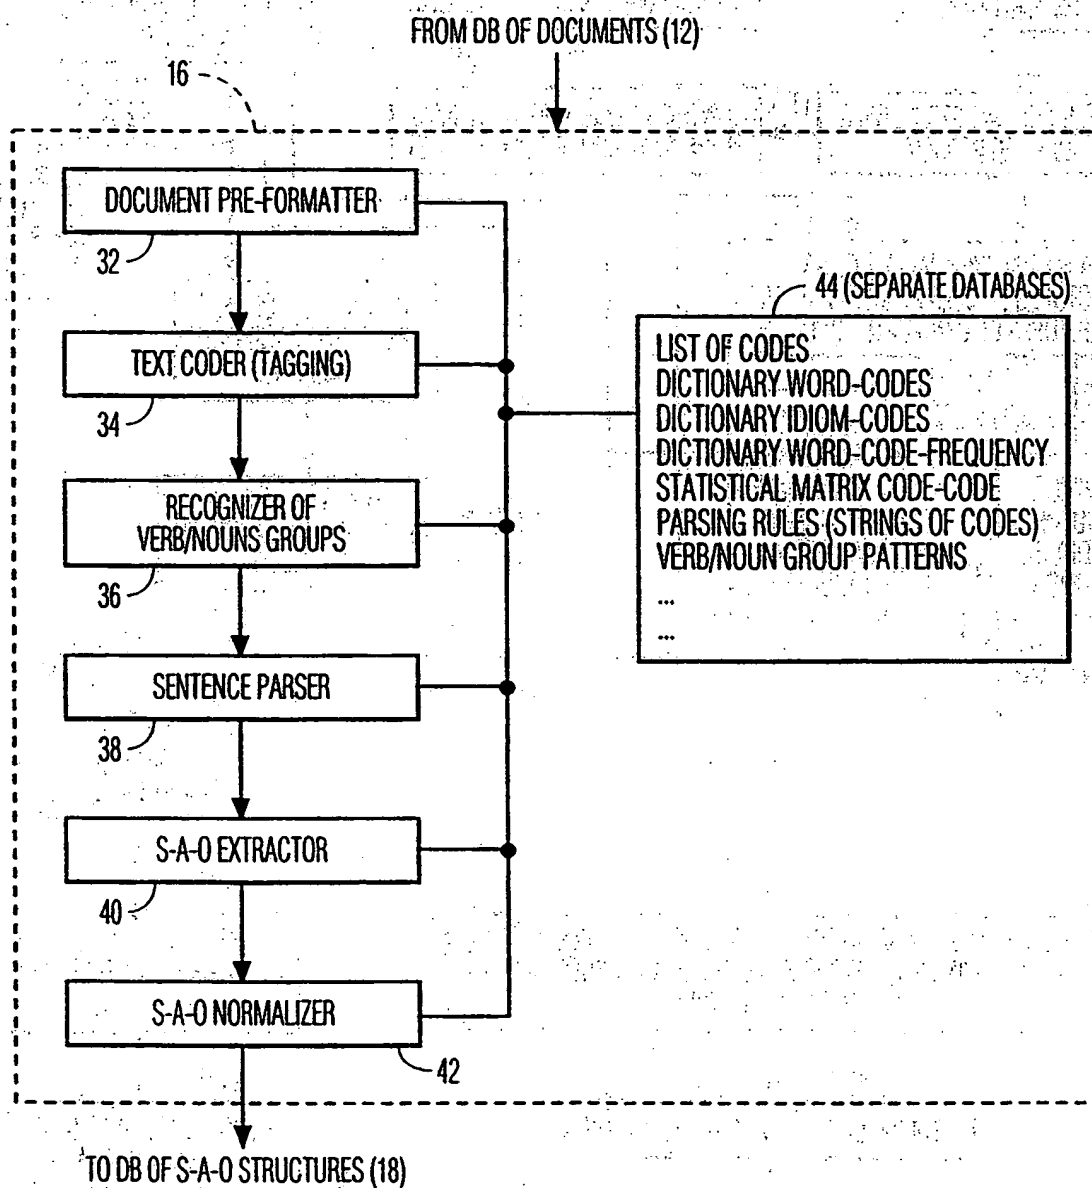 FROM DB OF DOCUMENTS (12)
16
DOCUMENT PRE-FORMATTER
32
TEXT CODER (TAGGING)
34
RECOGNIZER OF
VERB/NOUNS GROUPS
36
SENTENCE PARSER
38
S-A-O EXTRACTOR
40
S-A-O NORMALIZER
42
44 (SEPARATE DATABASES)
LIST OF CODES
DICTIONARY WORD-CODES
DICTIONARY IDIOM-CODES
DICTIONARY WORD-CODE-FREQUENCY
STATISTICAL MATRIX CODE-CODE
PARSING RULES (STRINGS OF CODES)
VERB/NOUN GROUP PATTERNS
...
...
TO DB OF S-A-O STRUCTURES (18)